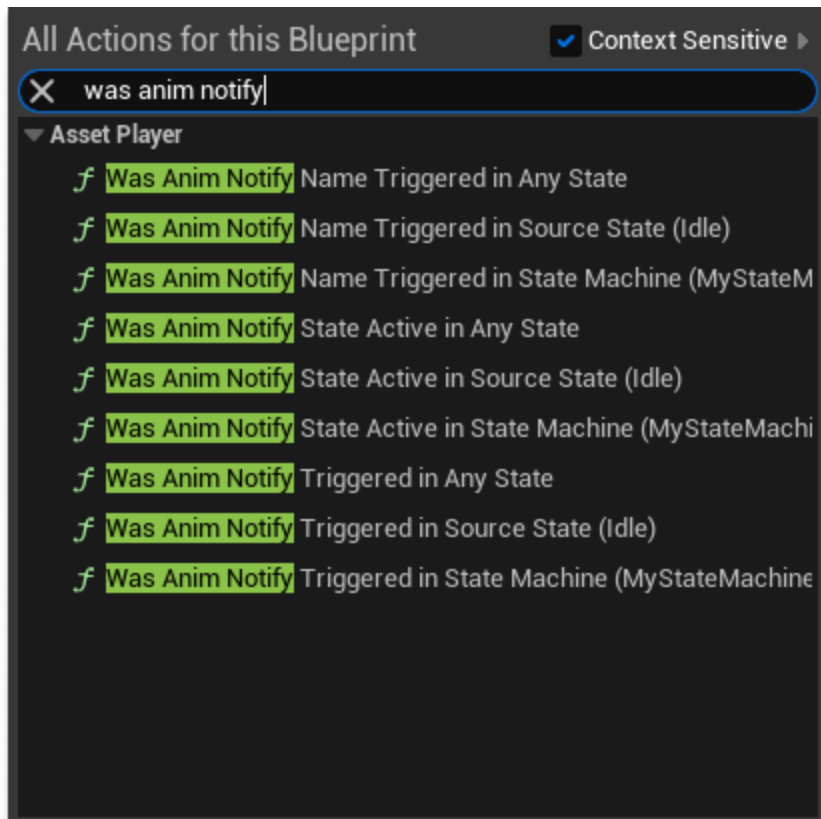 All Actions for this Blueprint Context Sensitive
was anim notify
Asset Player
f Was Anim Notify Name Triggered in Any State
f Was Anim Notify Name Triggered in Source State (Idle)
f Was Anim Notify Name Triggered in State Machine (MyStateM
f Was Anim Notify State Active in Any State
f Was Anim Notify State Active in Source State (Idle)
f Was Anim Notify State Active in State Machine (MyStateMachi
f Was Anim Notify Triggered in Any State
f Was Anim Notify Triggered in Source State (Idle)
f Was Anim Notify Triggered in State Machine (MyStateMachine